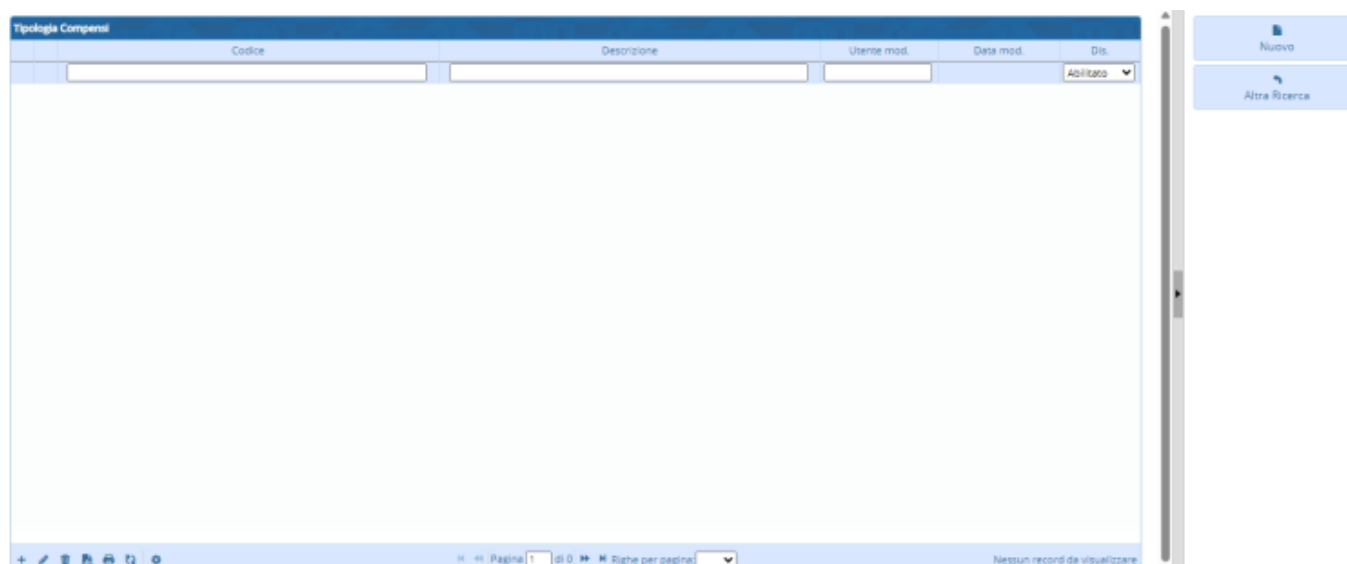 Tipologia Compensi
Nuovo
Codice Descrizione Utente mod. Data mod. Dis.
Abilitato
Altra Ricerca
Pagina 1 di 0 Righe per pagina:
Nessun record da visualizzare